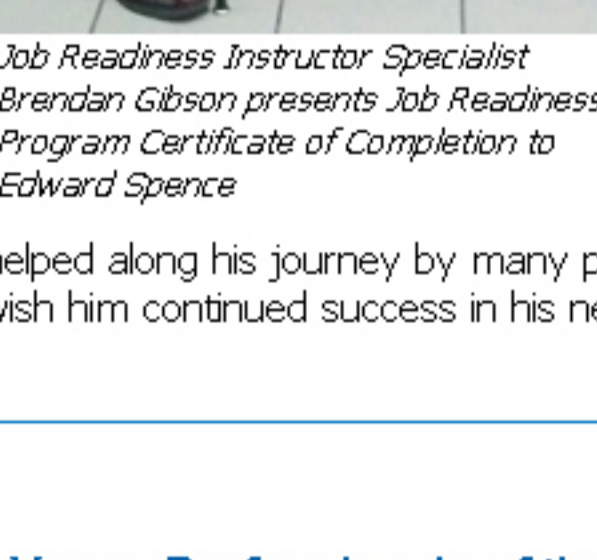 Job Readiness Instructor Specialist
Brendan Gibson presents Job Readiness
Program Certificate of Completion to
Edward Spence
helped along his journey by many
wish him continued success in his